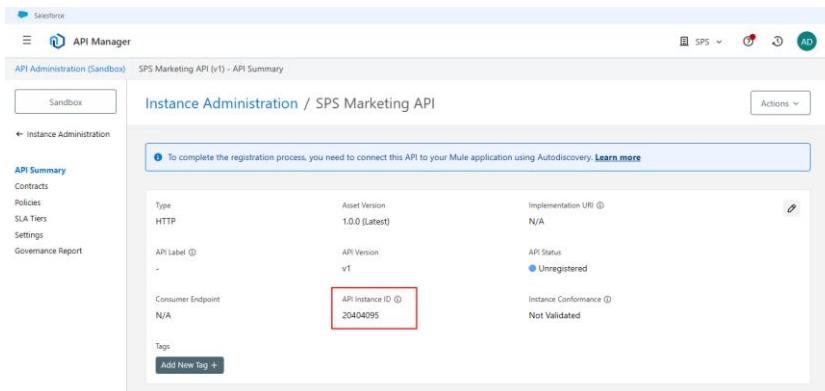 Salesforce
API Manager
SPS
AD
API Administration (Sandbox) SPS Marketing API (v1) - API Summary
Sandbox
← Instance Administration
API Summary
Contracts
Policies
SLA Tiers
Settings
Governance Report
Instance Administration / SPS Marketing API
Actions
To complete the registration process, you need to connect this API to your Mule application using Autodiscovery. Learn more
Type Asset Version Implementation URI
HTTP 1.0.0 (Latest) N/A
API Label API Version API Status
- v1 Unregistered
Consumer Endpoint API Instance ID Instance Conformance
N/A 20404095 Not Validated
Tags
Add New Tag +